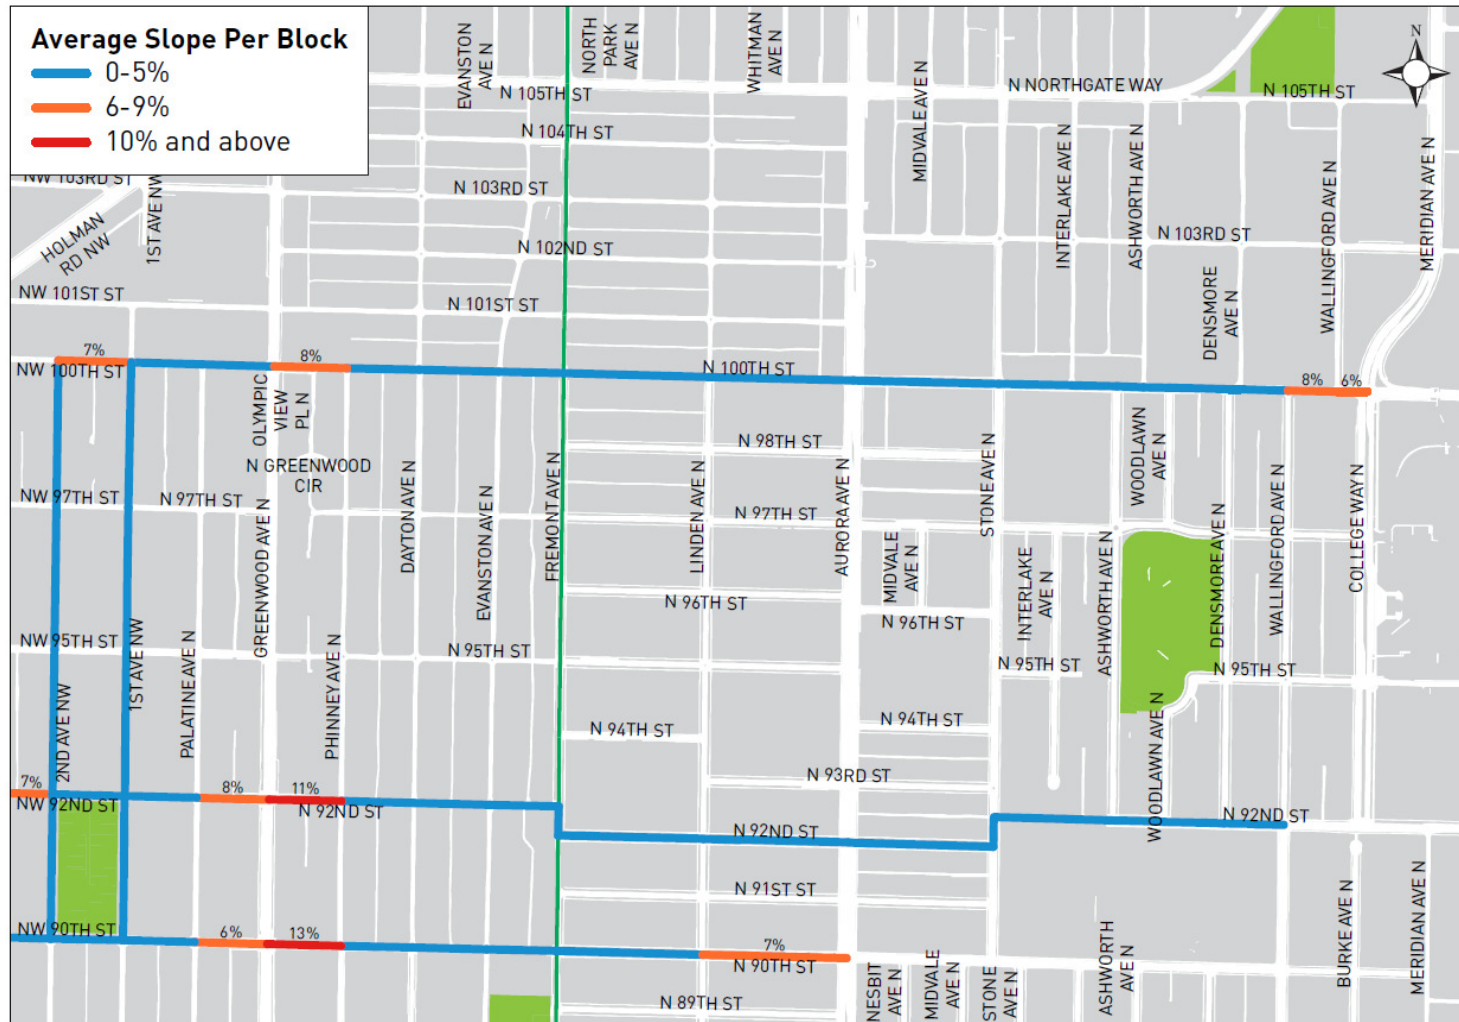 Average Slope Per Block
0-5%
6-9%
10% and above
EVANSTON
AVE N
NORTH
PARK
AVE N
WHITMAN
AVE N
N 105TH ST
N NORTHGATE WAY
N 105TH ST
N
N 104TH ST
MIDVALE AVE N
INTERLAKE AVE N
ASHWORTH AVE N
WALLINGFORD AVE N
MERIDIAN AVE N
NW 103RD ST
1ST AVE NW
HOLMAN
RD NW
N 103RD ST
N 103RD ST
N 102ND ST
DENSMORE
AVE N
NW 101ST ST
N 101ST ST
7%
8%
NW 100TH ST
N 100TH ST
8%
6%
OLYMPIC
VIEW
PL N
N GREENWOOD
CIR
N 98TH ST
WOODLAWN
AVE N
NW 97TH ST
N 97TH ST
N 97TH ST
GREENWOOD AVE N
DAYTON AVE N
EVANSTON AVE N
FREMONT AVE N
LINDEN AVE N
AURORA AVE N
STONE AVE N
MIDVALE
AVE N
INTERLAKE
AVE N
ASHWORTH AVE N
DENSMORE AVE N
WALLINGFORD AVE N
COLLEGE WAY N
N 96TH ST
N 96TH ST
NW 95TH ST
N 95TH ST
N 95TH ST
N 95TH ST
2ND AVE NW
1ST AVE NW
PALATINE AVE N
PHINNEY AVE N
N 94TH ST
N 94TH ST
WOODLAWN AVE N
N 93RD ST
7%
8%
11%
NW 92ND ST
N 92ND ST
N 92ND ST
N 92ND ST
N 91ST ST
NW 90TH ST
6%
13%
7%
N 90TH ST
N 89TH ST
NESBIT
AVE N
MIDVALE
AVE N
STONE
AVE N
ASHWORTH
AVE N
BURKE AVE N
MERIDIAN AVE N